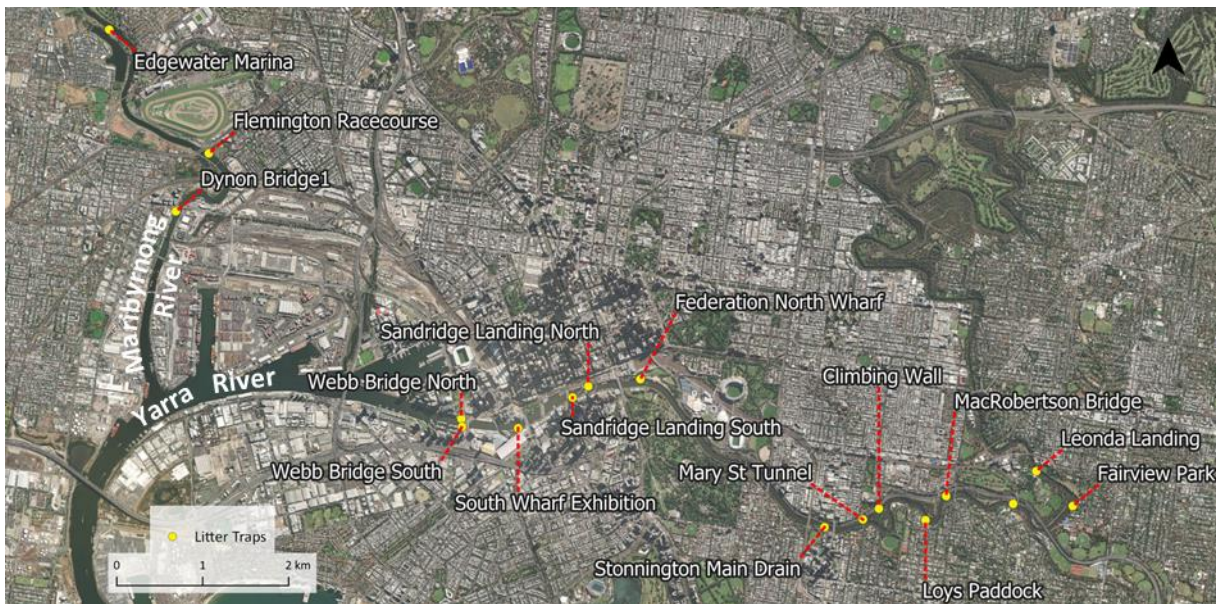 Edgewater Marina
Flemington Racecourse
Dynon Bridge1
Maribyrnong
River
Yarra River
Federation North Wharf
Sandridge Landing North
Webb Bridge North
Climbing Wall
MacRobertson Bridge
Sandridge Landing South
Leonda Landing
Webb Bridge South
Mary St Tunnel
Fairview Park
South Wharf Exhibition
Stonnington Main Drain
Loys Paddock
Litter Traps
0 1 2 km